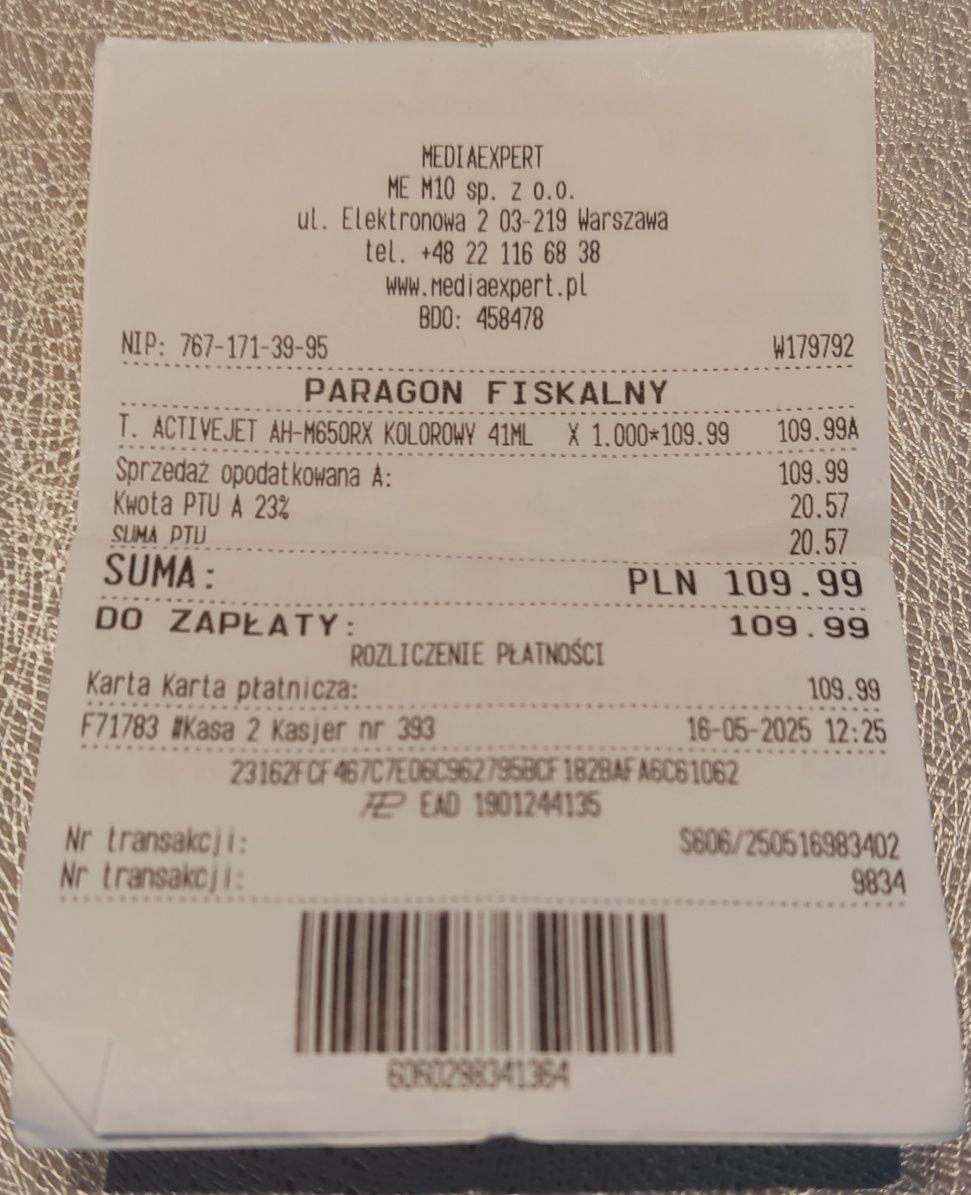 MEDIAEXPERT
ME M10 sp. z o.o.
ul. Elektronowa 2 03-219 Warszawa
tel. +48 22 116 68 38
www.mediaexpert.pl
BDO: 458478
NIP: 767-171-39-95 W179792
PARAGON FISKALNY
T. ACTIVEJET AH-M650RX KOLOROWY 41ML X 1.000*109.99 109.99A
Sprzedaż opodatkowana A: 109.99
Kwota PTU A 23% 20.57
SUMA PTU 20.57
SUMA: PLN 109.99
DO ZAPŁATY: 109.99
ROZLICZENIE PŁATNOŚCI
Karta Karta płatnicza: 109.99
F71783 #Kasa 2 Kasjer nr 393 16-05-2025 12:25
23162FCF467C7E06C962795BCF182BAFA6C61062
EAD 1901244135
Nr transakcji: S606/250516983402
Nr transakcji: 9834
6060298341364